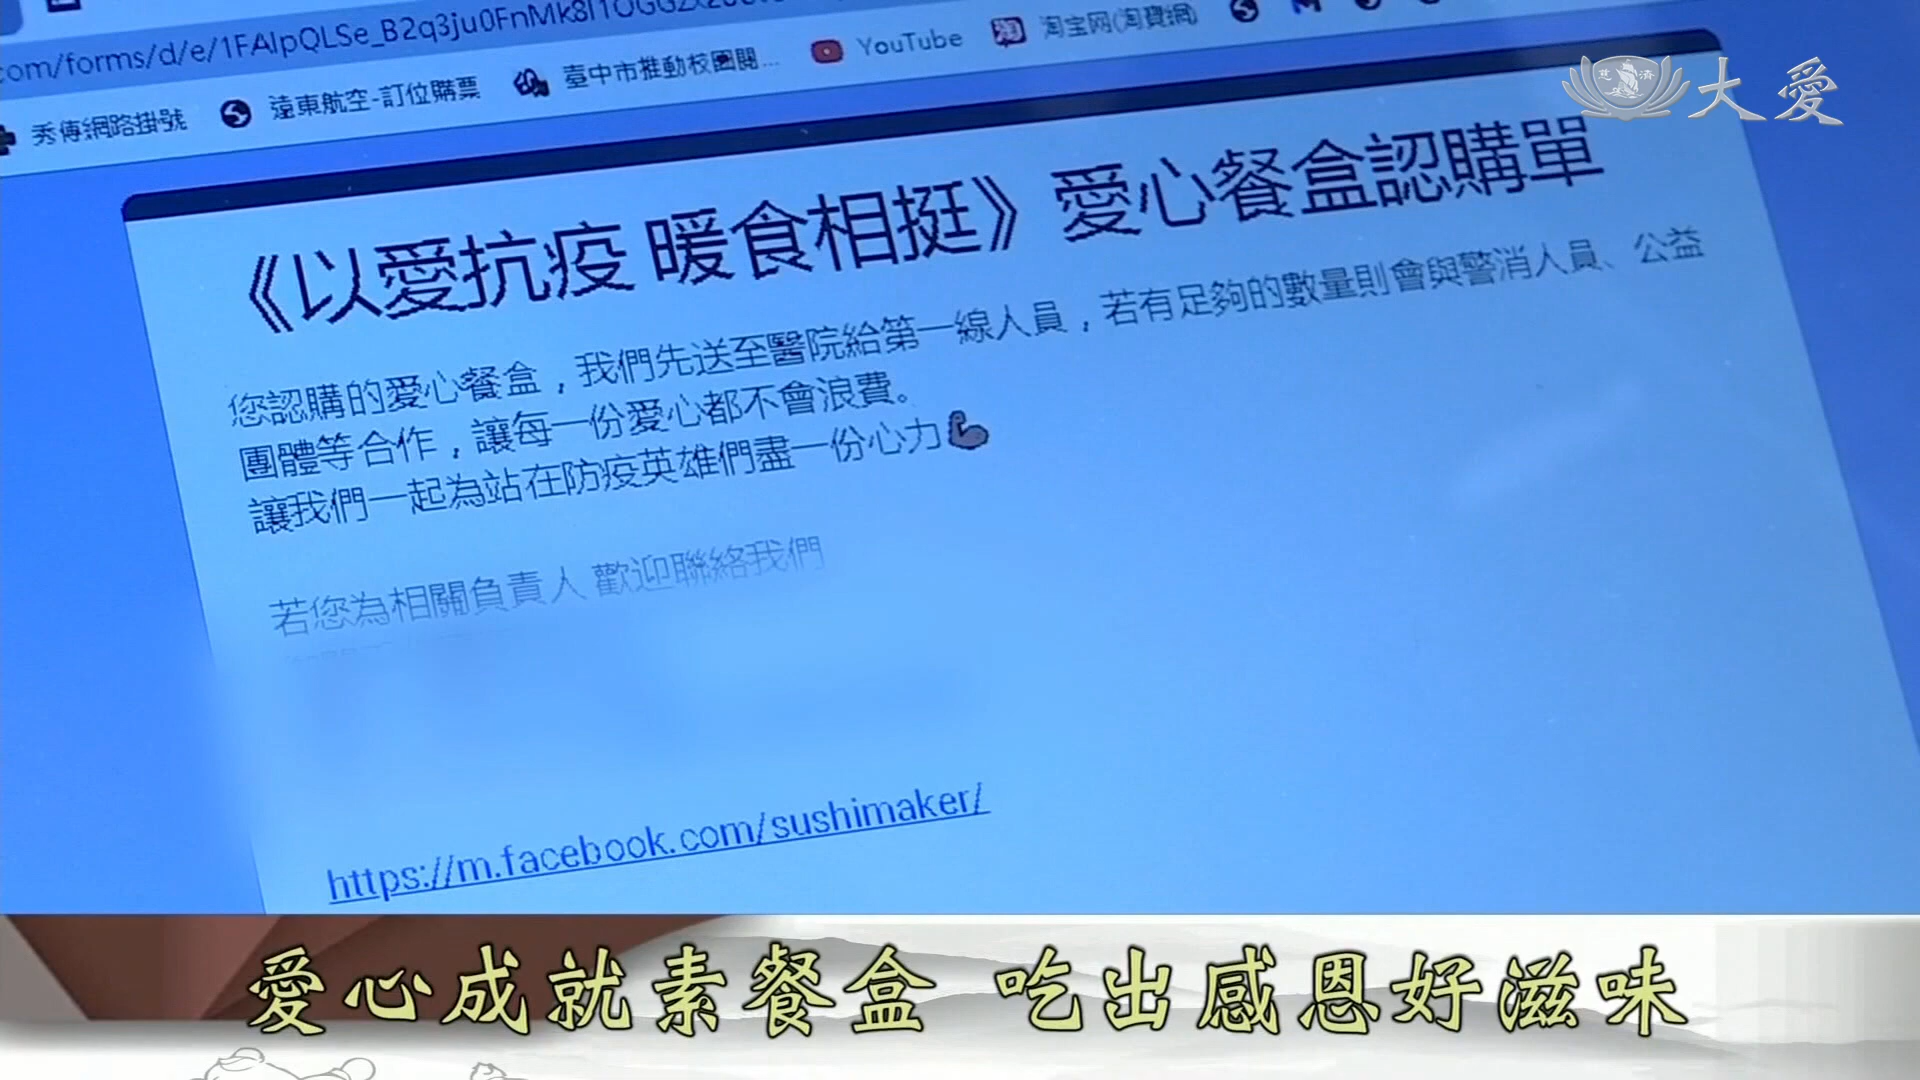 com/forms/d/e/1FAIpQLSe_B2q3ju0FnMk8l1OGG
秀傳網路掛號 遠東航空-訂位購票 臺中市推動校園閱... YouTube 淘宝网(淘寶網)
慈濟 大愛
《以愛抗疫 暖食相挺》愛心餐盒認購單
您認購的愛心餐盒，我們先送至醫院給第一線人員，若有足夠的數量則會與警消人員、公益
團體等合作，讓每一份愛心都不會浪費。
讓我們一起為站在防疫英雄們盡一份心力💪
若您為相關負責人 歡迎聯絡我們
https://m.facebook.com/sushimaker/
愛心成就素餐盒 吃出感恩好滋味